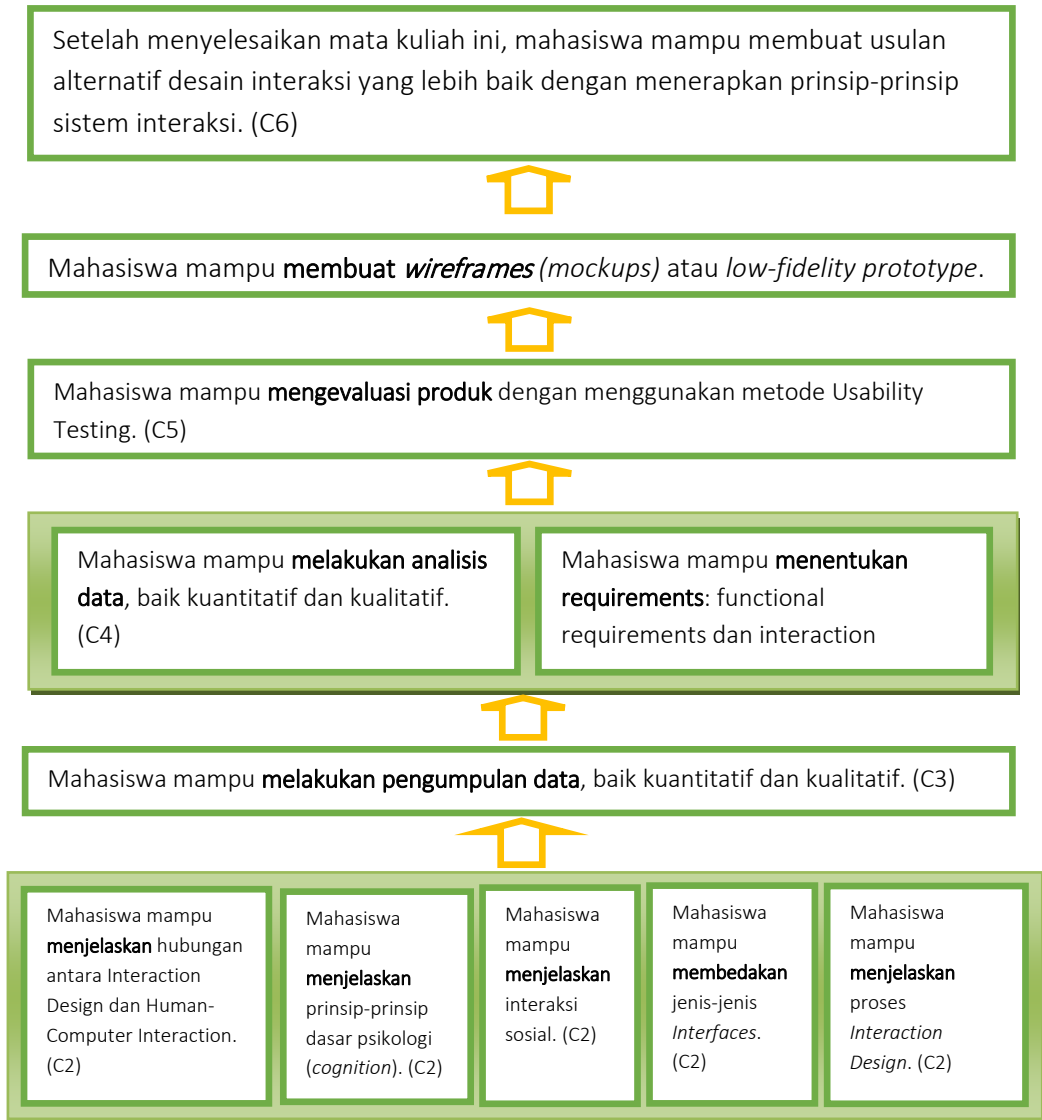 Setelah menyelesaikan mata kuliah ini, mahasiswa mampu membuat usulan
alternatif desain interaksi yang lebih baik dengan menerapkan prinsip-prinsip
sistem interaksi. (C6)
Mahasiswa mampu membuat wireframes (mockups) atau low-fidelity prototype.
Mahasiswa mampu mengevaluasi produk dengan menggunakan metode Usability
Testing. (C5)
Mahasiswa mampu melakukan analisis
data, baik kuantitatif dan kualitatif.
(C4)
Mahasiswa mampu menentukan
requirements: functional
requirements dan interaction
Mahasiswa mampu melakukan pengumpulan data, baik kuantitatif dan kualitatif. (C3)
Mahasiswa mampu
menjelaskan hubungan
antara Interaction
Design dan Human-
Computer Interaction.
(C2)
Mahasiswa
mampu
menjelaskan
prinsip-prinsip
dasar psikologi
(cognition). (C2)
Mahasiswa
mampu
menjelaskan
interaksi
sosial. (C2)
Mahasiswa
mampu
membedakan
jenis-jenis
Interfaces.
(C2)
Mahasiswa
mampu
menjelaskan
proses
Interaction
Design. (C2)